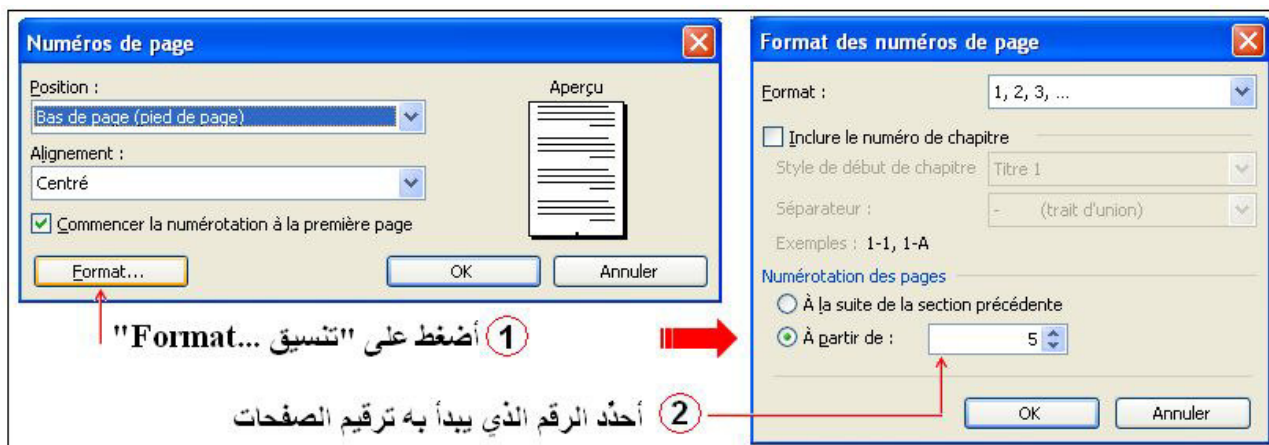 Numéros de page
Position :
Bas de page (pied de page)
Alignement :
Centré
Commencer la numérotation à la première page
Aperçu
Format...
OK
Annuler
Format des numéros de page
Format :
1, 2, 3, ...
Inclure le numéro de chapitre
Style de début de chapitre
Titre 1
Séparateur :
- (trait d'union)
Exemples : 1-1, 1-A
Numérotation des pages
À la suite de la section précédente
À partir de :
5
OK
Annuler
1 أضغط على "تنسيق ...Format"
2 أحدّد الرقم الذي يبدأ به ترقيم الصفحات